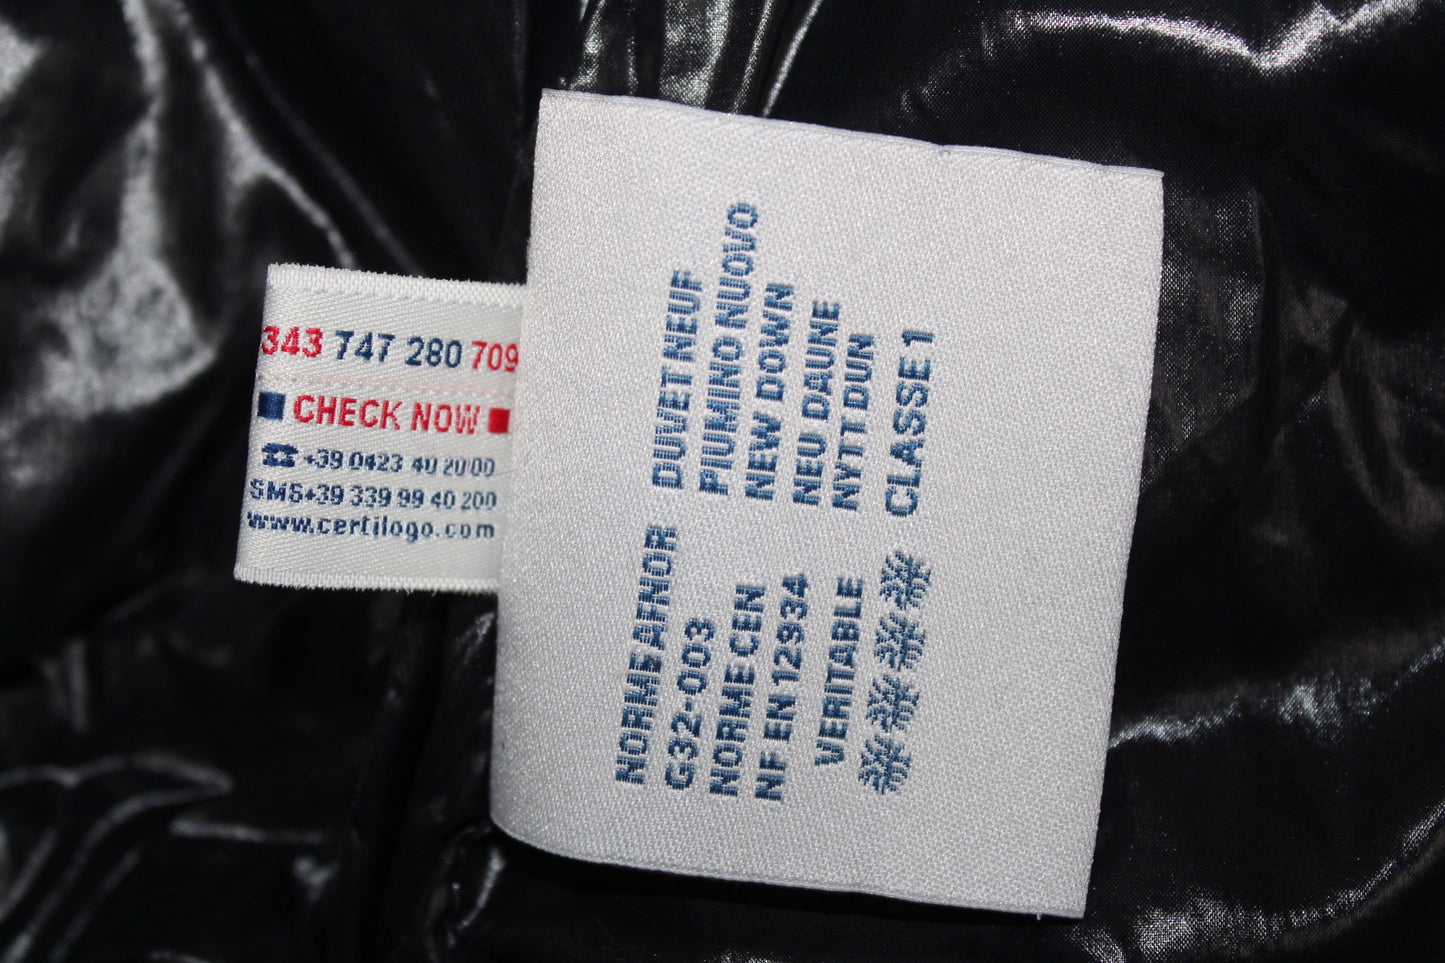 343 747 280 709
CHECK NOW
+39 0423 40 20 00
SMS+39 339 99 40 200
www.certilogo.com
NORME AFNOR
G32-003
NORME CEN
NF EN 12934
VERITABLE
DUVET NEUF
PIUMINO NUOVO
NEW DOWN
NEU DAUNE
NYTT DUN
CLASSE 1